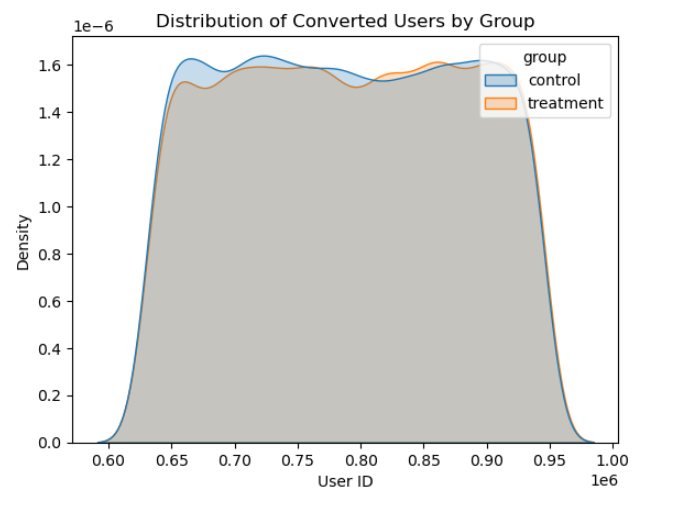 Distribution of Converted Users by Group
1e−6
group
control
treatment
1.6
1.4
1.2
1.0
0.8
0.6
0.4
0.2
0.0
Density
0.60 0.65 0.70 0.75 0.80 0.85 0.90 0.95 1.00
User ID
1e6